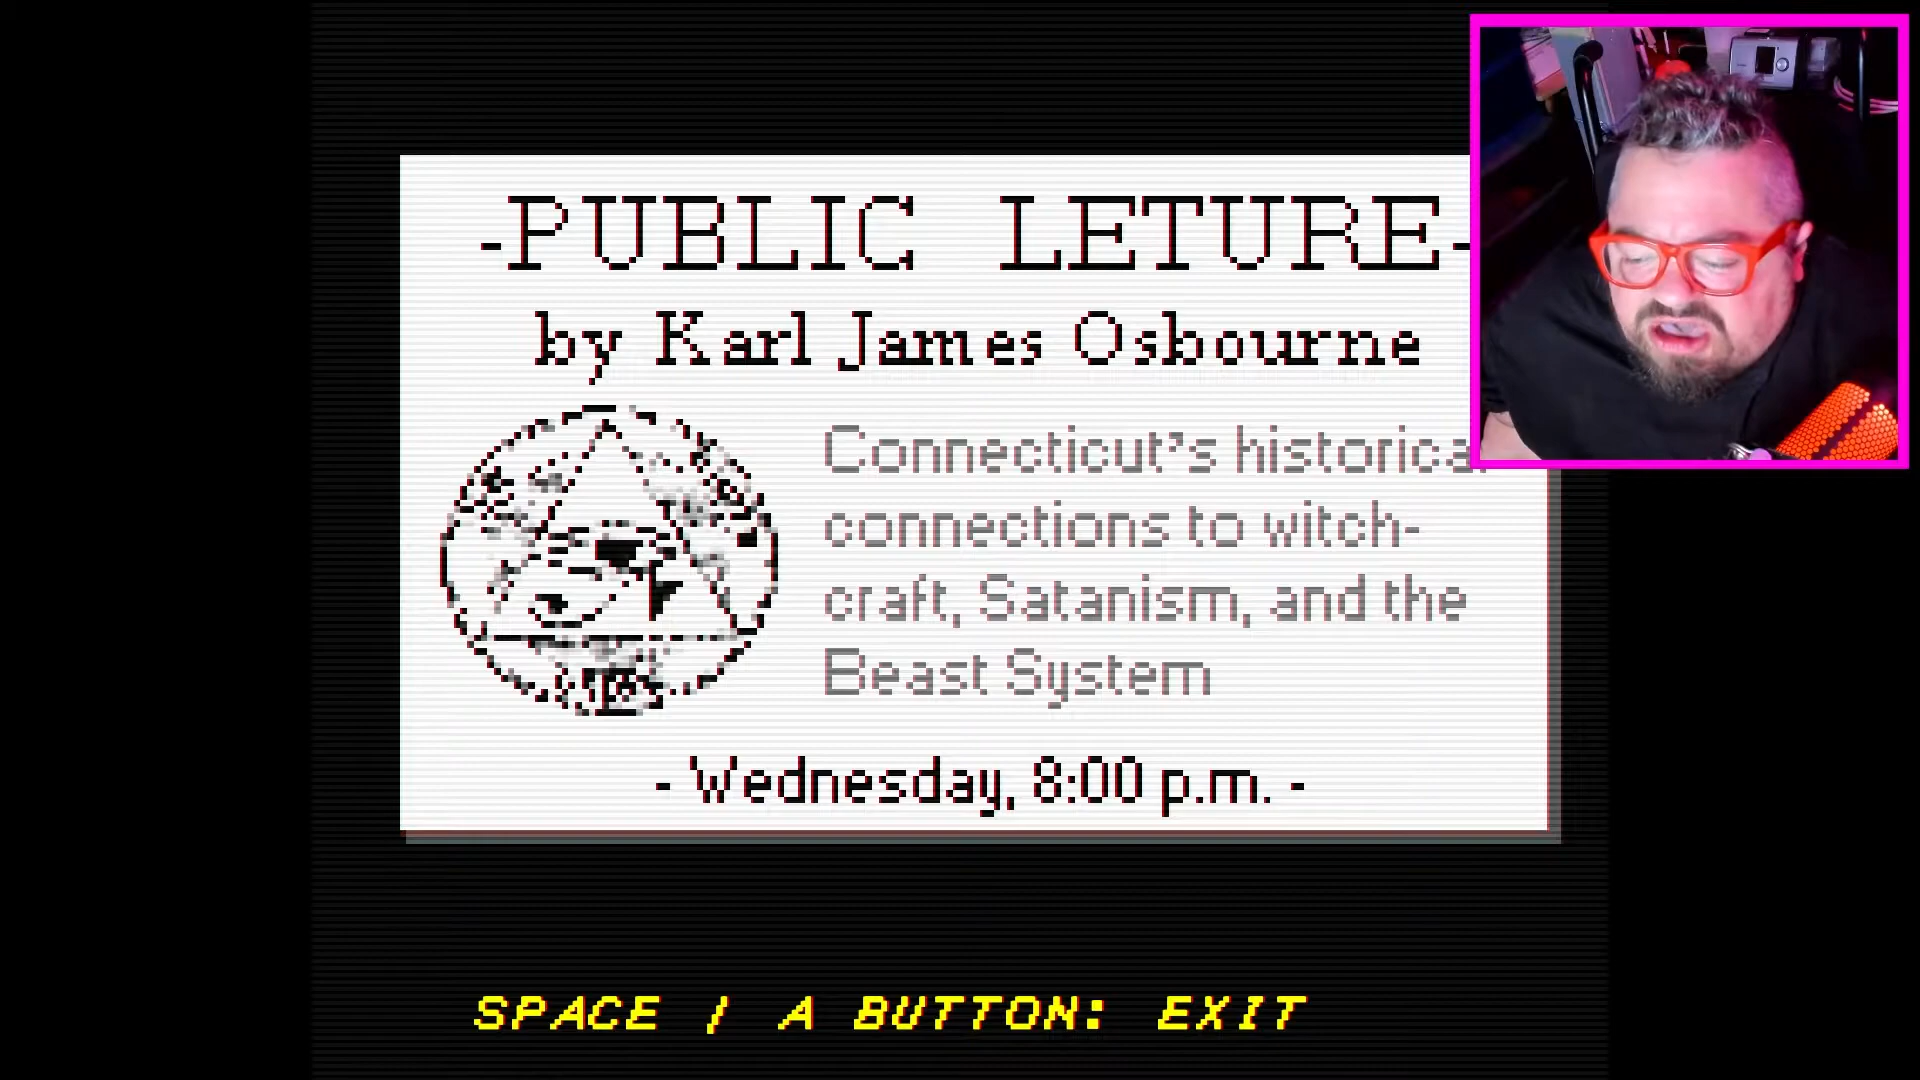 -PUBLIC LETURE-
by Karl James Osbourne
Connecticut's historical
connections to witch-
craft, Satanism, and the
Beast System
- Wednesday, 8:00 p.m. -
SPACE / A BUTTON: EXIT